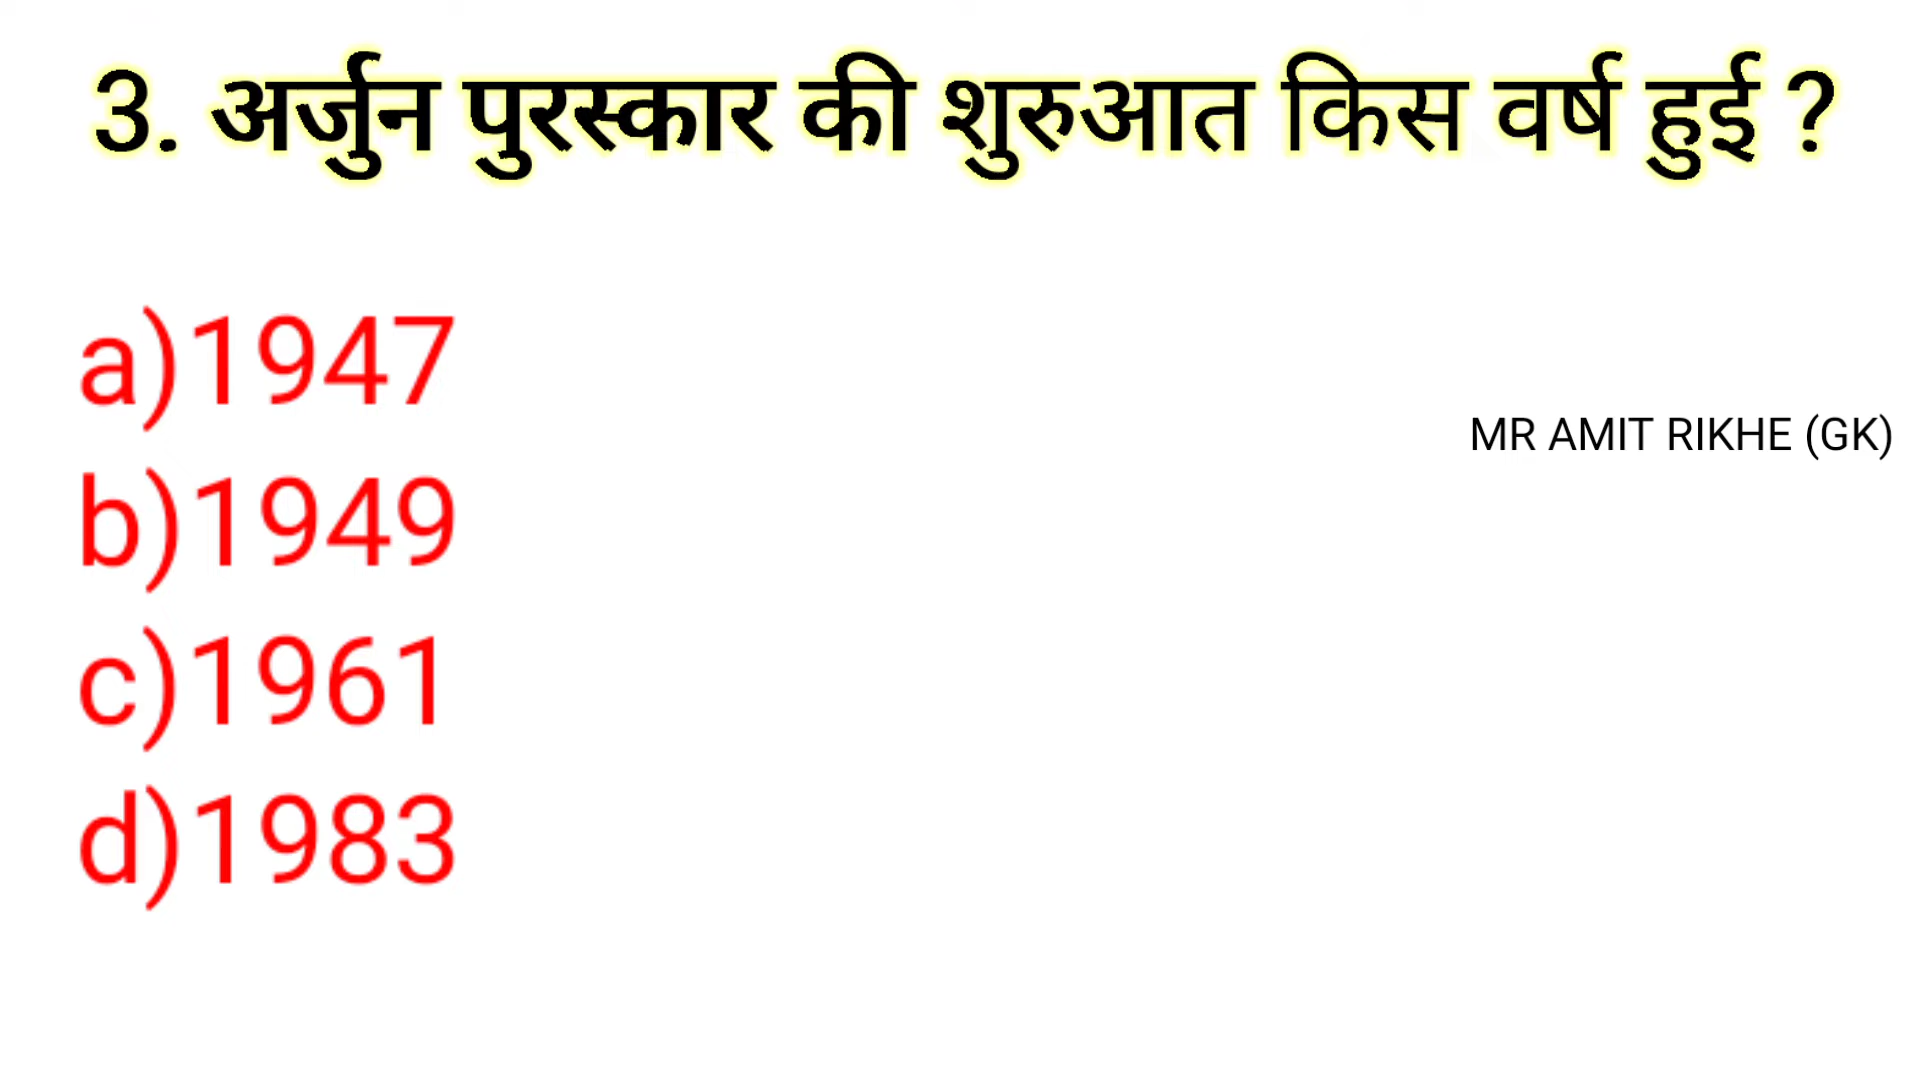 3. अर्जुन पुरस्कार की शुरुआत किस वर्ष हुई ?
a)1947
MR AMIT RIKHE (GK)
b)1949
c)1961
d)1983